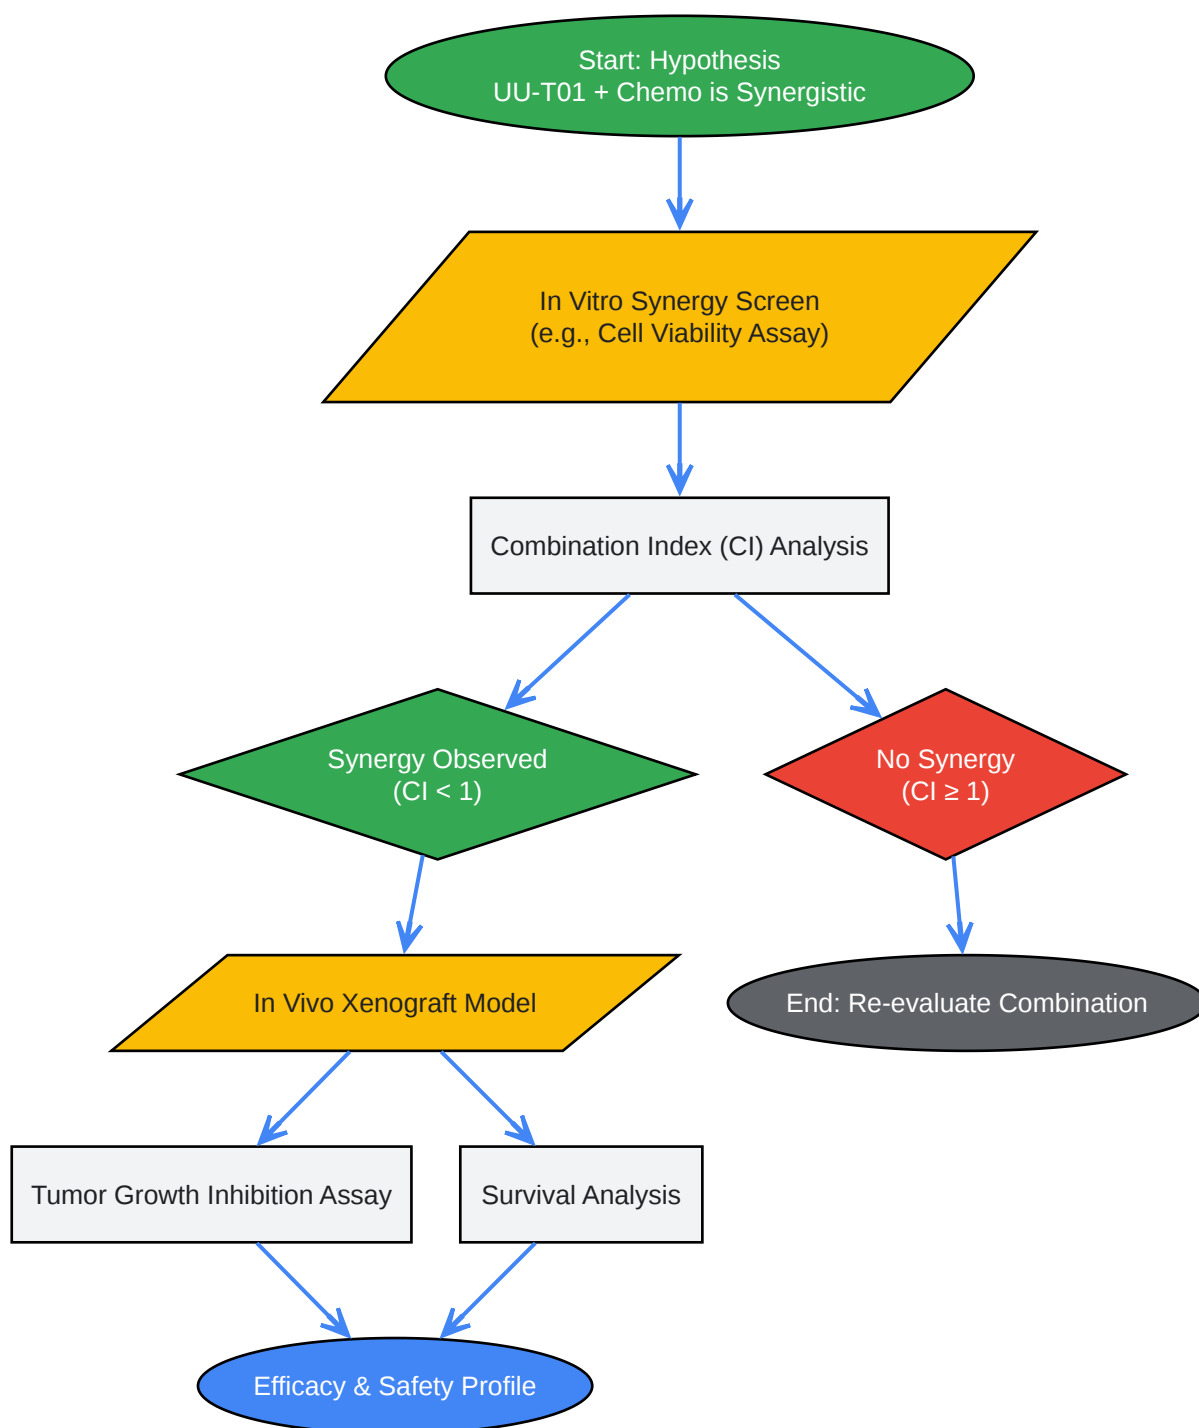 Start: Hypothesis
UU-T01 + Chemo is Synergistic
In Vitro Synergy Screen
(e.g., Cell Viability Assay)
Combination Index (CI) Analysis
Synergy Observed
(CI < 1)
No Synergy
(CI ≥ 1)
In Vivo Xenograft Model
End: Re-evaluate Combination
Tumor Growth Inhibition Assay
Survival Analysis
Efficacy & Safety Profile